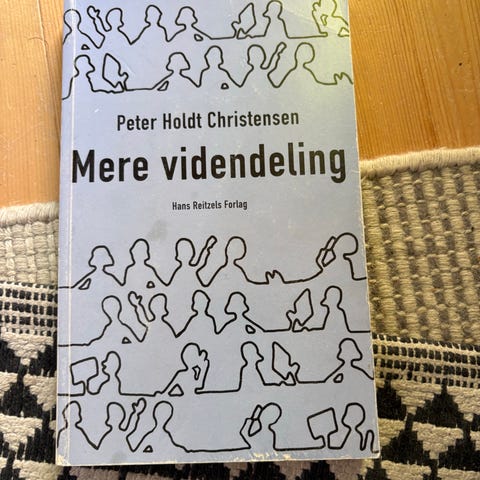 Peter Holdt Christensen
Mere videndeling
Hans Reitzels Forlag